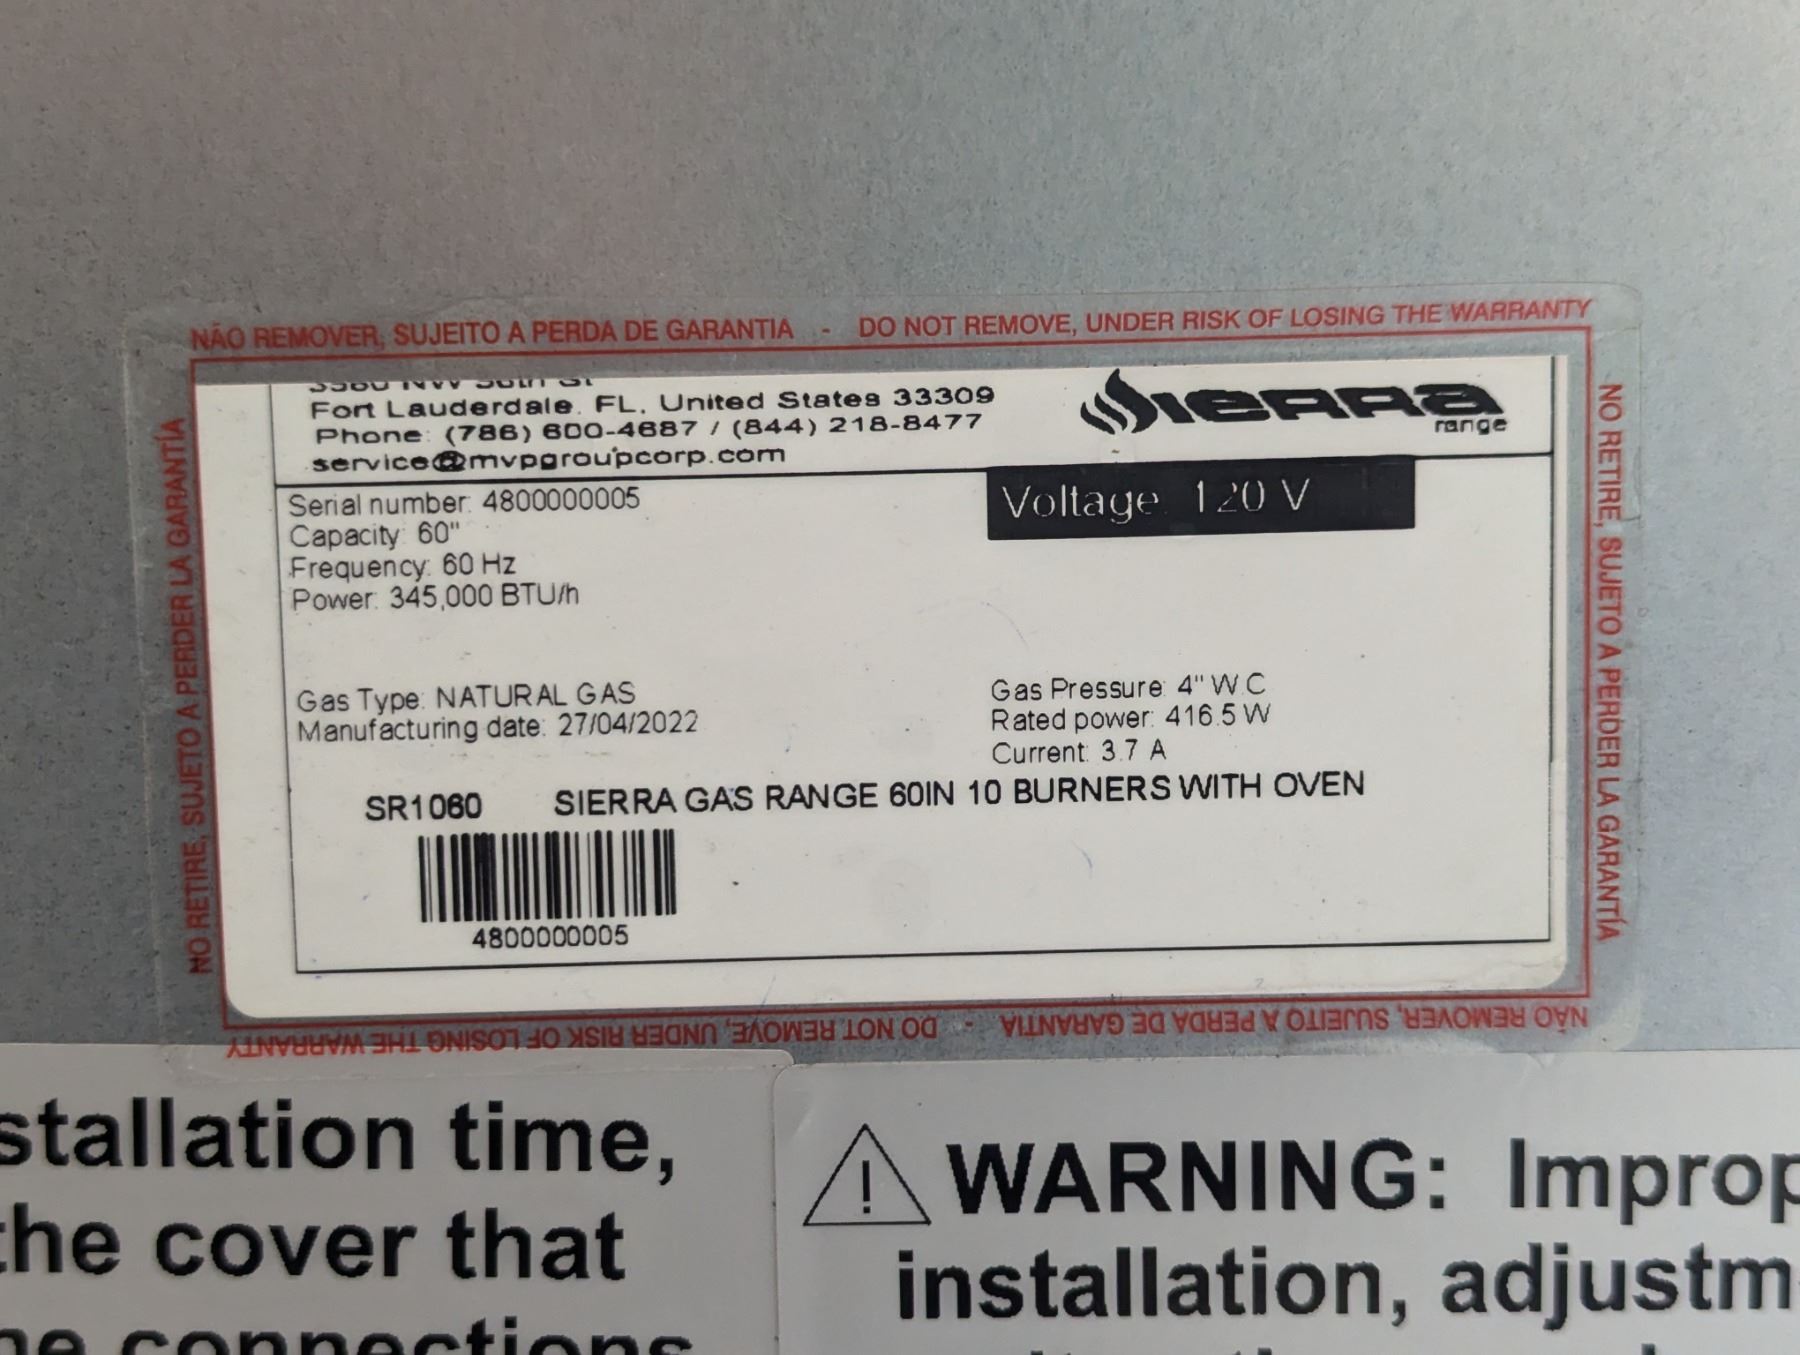 NÃO REMOVER, SUJEITO A PERDA DE GARANTIA - DO NOT REMOVE, UNDER RISK OF LOSING THE WARRANTY
Fort Lauderdale, FL, United States 33309
Phone: (786) 600-4687 / (844) 218-8477
service@mvpgroupcorp.com
sierra
range
Serial number: 4800000005
Voltage: 120 V
Capacity: 60"
Frequency: 60 Hz
Power: 345,000 BTU/h
Gas Type: NATURAL GAS
Manufacturing date: 27/04/2022
Gas Pressure: 4" W.C
Rated power: 416.5 W
Current: 3.7 A
SR1060 SIERRA GAS RANGE 60IN 10 BURNERS WITH OVEN
4800000005
NO RETIRE, SUJETO A PERDER LA GARANTÍA
NO RETIRE, SUJETO A PERDER LA GARANTÍA
NÃO REMOVER, SUJEITO A PERDA DE GARANTIA - DO NOT REMOVE, UNDER RISK OF LOSING THE WARRANTY
stallation time,
the cover that
connections
WARNING: Improp
installation, adjustm